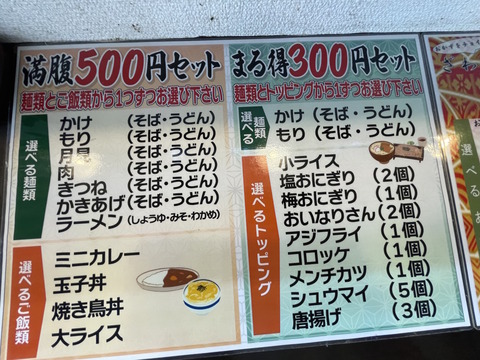 満腹500円セット
麺類とご飯類から1つずつお選び下さい
選べる麺類
かけ (そば・うどん)
もり (そば・うどん)
月見 (そば・うどん)
肉 (そば・うどん)
きつね (そば・うどん)
かきあげ (そば・うどん)
ラーメン (しょうゆ・みそ・わかめ)
選べるご飯類
ミニカレー
玉子丼
焼き鳥丼
大ライス
まる得300円セット
麺類とトッピングから1ずつお選び下さい
選べる麺類
かけ (そば・うどん)
もり (そば・うどん)
選べるトッピング
小ライス
塩おにぎり (2個)
梅おにぎり (1個)
おいなりさん (2個)
アジフライ (1個)
コロッケ (1個)
メンチカツ (1個)
シュウマイ (5個)
唐揚げ (3個)